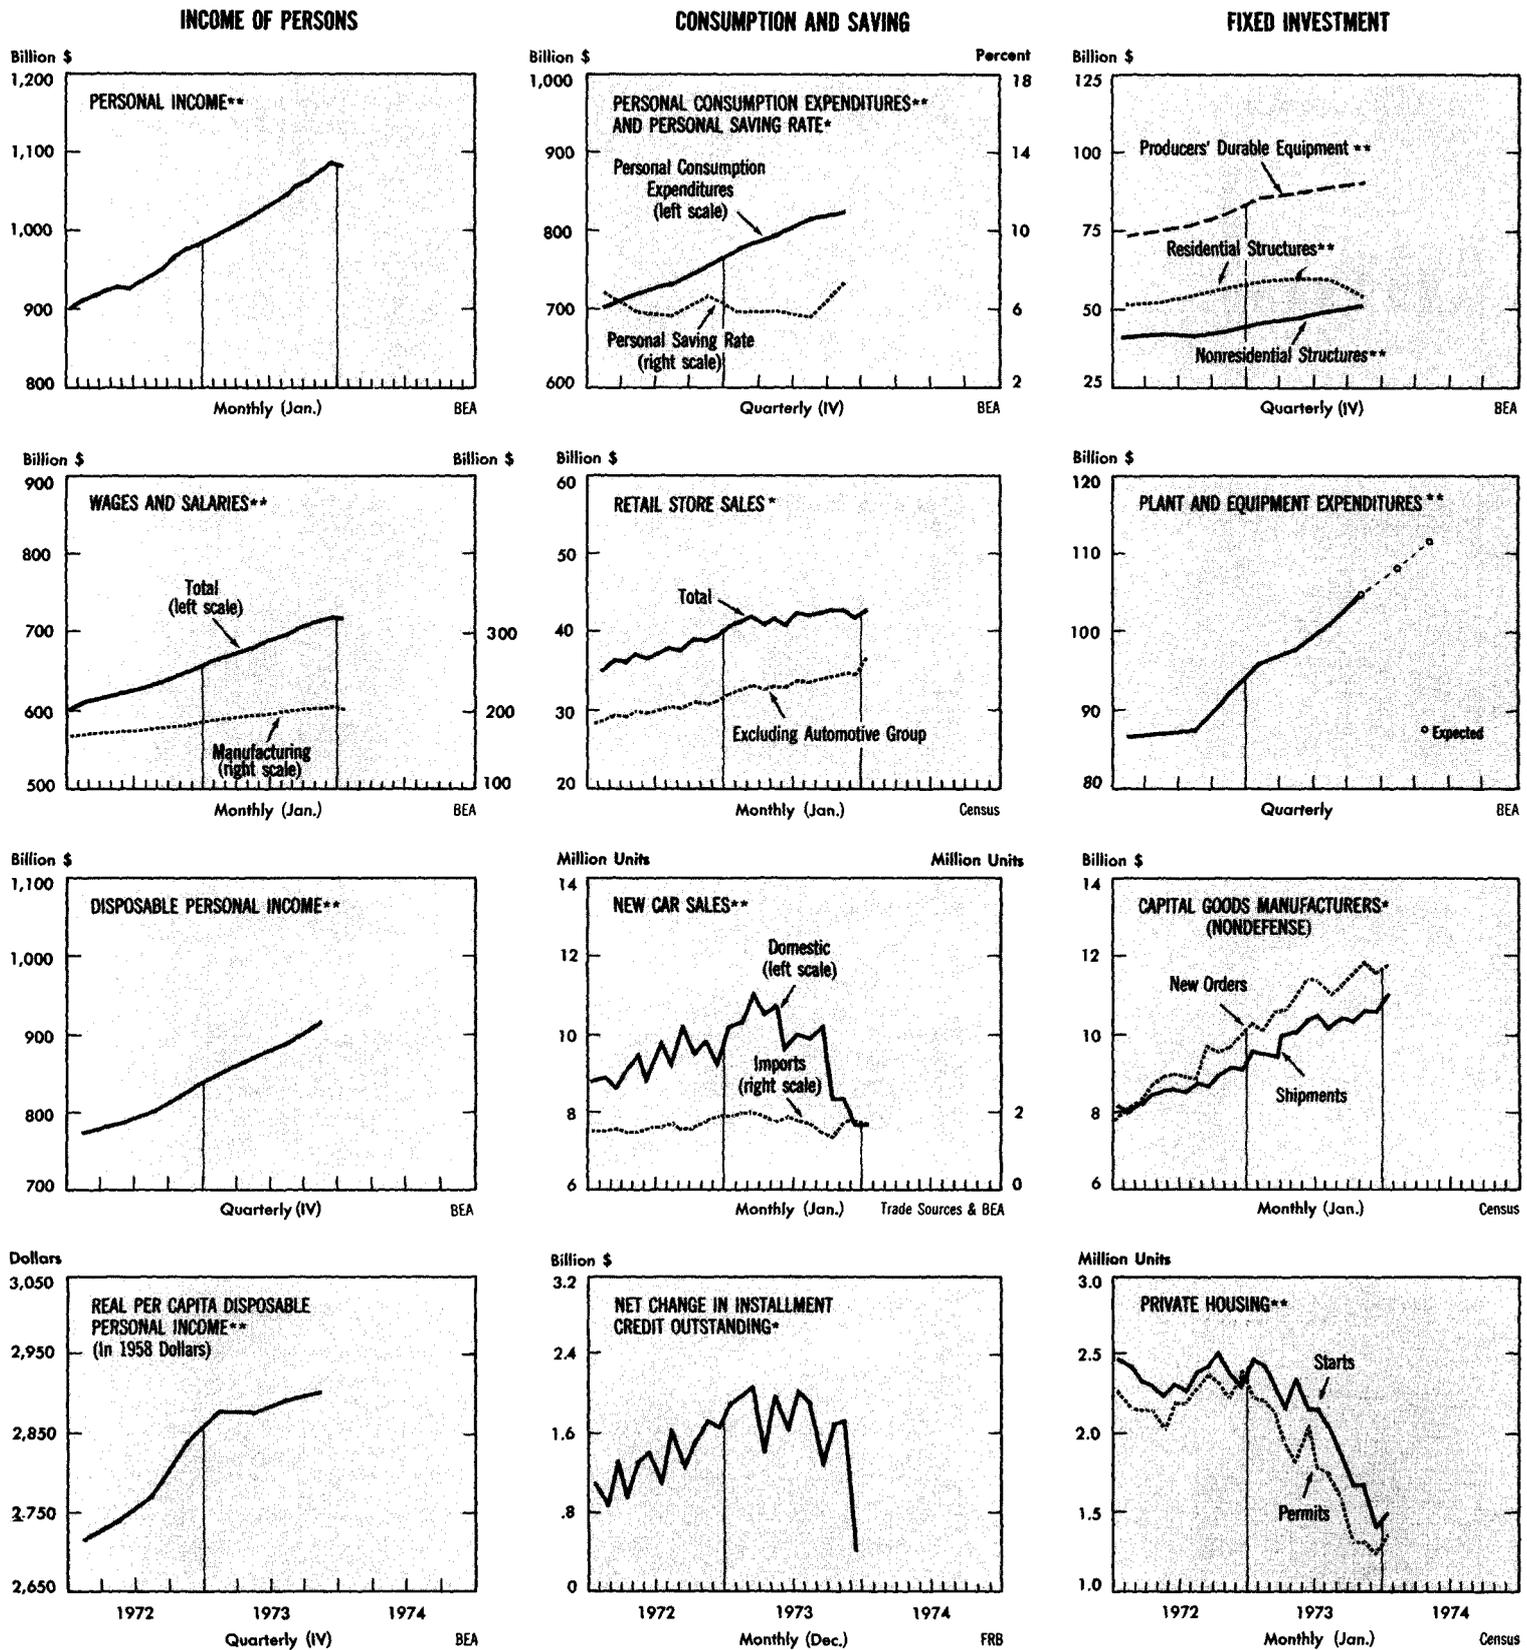 INCOME OF PERSONS
Billion $
1,200
1,100
1,000
900
800
PERSONAL INCOME**
Monthly (Jan.)
BEA
Billion $
Billion $
900
800
700
600
500
300
200
100
WAGES AND SALARIES**
Total
(left scale)
Manufacturing
(right scale)
Monthly (Jan.)
BEA
Billion $
1,100
1,000
900
800
700
DISPOSABLE PERSONAL INCOME**
Quarterly (IV)
BEA
Dollars
3,050
2,950
2,850
2,750
2,650
REAL PER CAPITA DISPOSABLE
PERSONAL INCOME**
(In 1958 Dollars)
1972
1973
1974
Quarterly (IV)
BEA
CONSUMPTION AND SAVING
Billion $
Percent
1,000
900
800
700
600
18
14
10
6
2
PERSONAL CONSUMPTION EXPENDITURES**
AND PERSONAL SAVING RATE*
Personal Consumption
Expenditures
(left scale)
Personal Saving Rate
(right scale)
Quarterly (IV)
BEA
Billion $
60
50
40
30
20
RETAIL STORE SALES *
Total
Excluding Automotive Group
Monthly (Jan.)
Census
Million Units
Million Units
14
12
10
8
6
2
0
NEW CAR SALES**
Domestic
(left scale)
Imports
(right scale)
Monthly (Jan.)
Trade Sources & BEA
Billion $
3.2
2.4
1.6
.8
0
NET CHANGE IN INSTALLMENT
CREDIT OUTSTANDING*
1972
1973
1974
Monthly (Dec.)
FRB
FIXED INVESTMENT
Billion $
125
100
75
50
25
Producers' Durable Equipment **
Residential Structures**
Nonresidential Structures**
Quarterly (IV)
BEA
Billion $
120
110
100
90
80
PLANT AND EQUIPMENT EXPENDITURES **
Expected
Quarterly
BEA
Billion $
14
12
10
8
6
CAPITAL GOODS MANUFACTURERS*
(NONDEFENSE)
New Orders
Shipments
Monthly (Jan.)
Census
Million Units
3.0
2.5
2.0
1.5
1.0
PRIVATE HOUSING**
Starts
Permits
1972
1973
1974
Monthly (Jan.)
Census